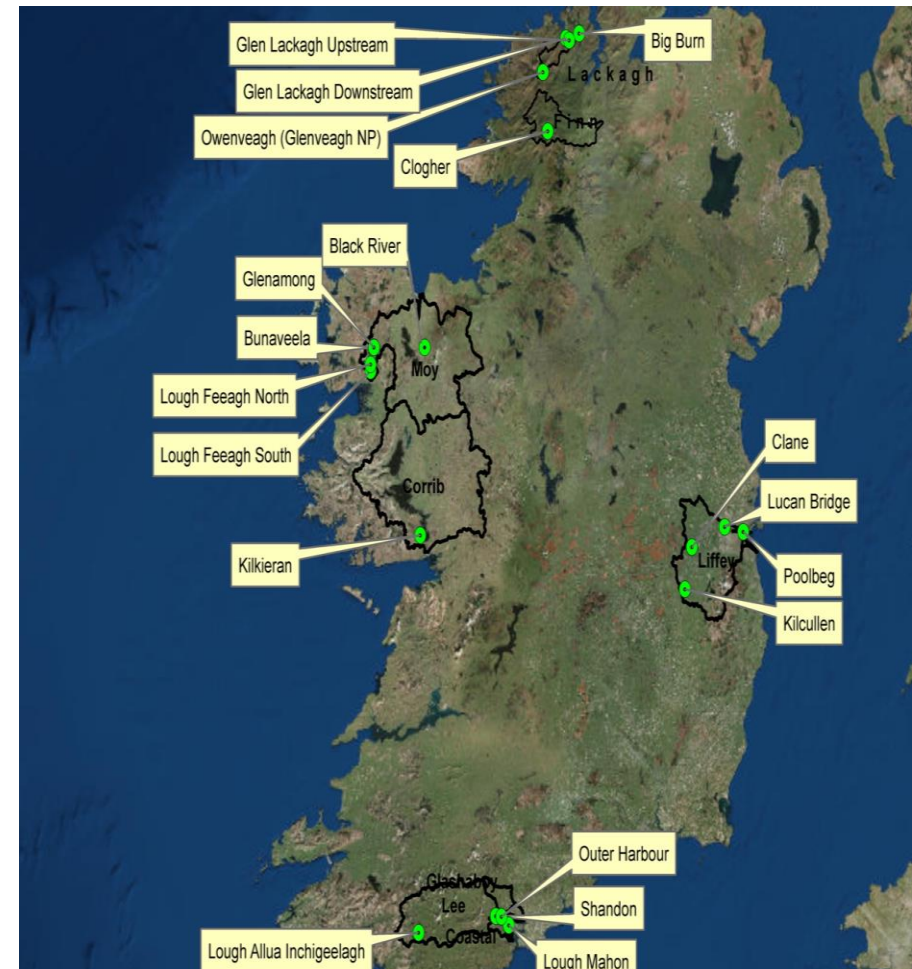 Glen Lackagh Upstream
Big Burn
Glen Lackagh Downstream
Lackagh
Owenveagh (Glenveagh NP)
Finn
Clogher
Black River
Glenamong
Bunaveela
Moy
Lough Feeagh North
Lough Feeagh South
Clane
Corrib
Lucan Bridge
Kilkieran
Liffey
Poolbeg
Kilcullen
Outer Harbour
Glashaboy
Lee
Shandon
Coastal
Lough Allua Inchigeelagh
Lough Mahon